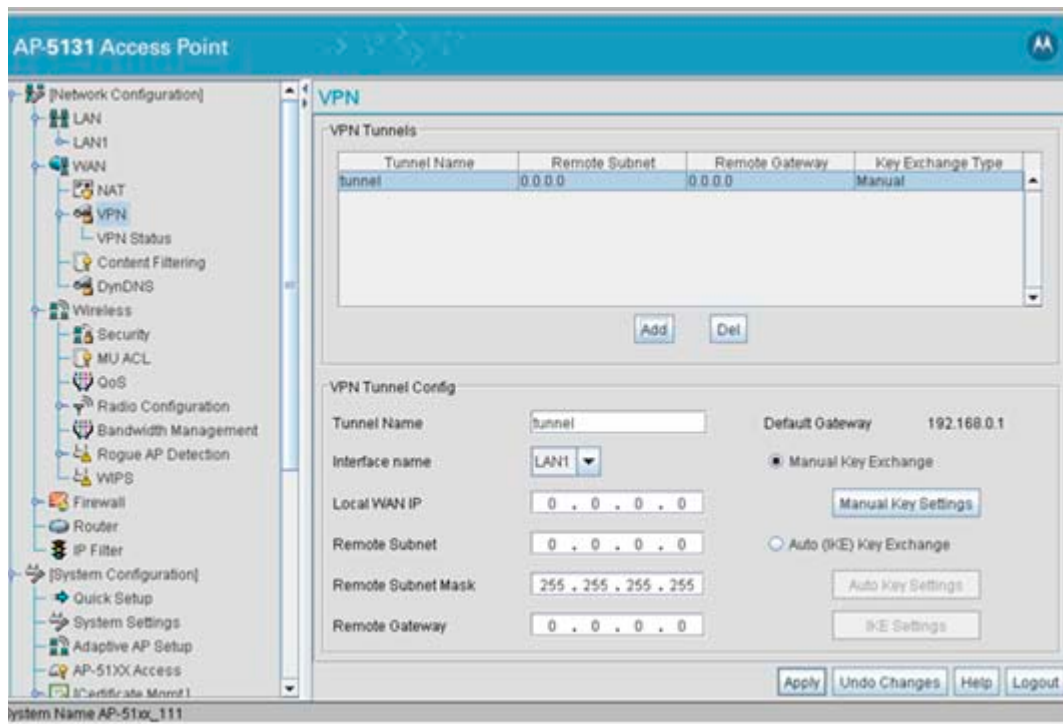 AP-5131 Access Point
[Network Configuration]
LAN
LAN1
WAN
NAT
VPN
VPN Status
Content Filtering
DynDNS
Wireless
Security
MU ACL
QoS
Radio Configuration
Bandwidth Management
Rogue AP Detection
WIPS
Firewall
Router
IP Filter
[System Configuration]
Quick Setup
System Settings
Adaptive AP Setup
AP-51XX Access
[Certificate Mgmt]
VPN
VPN Tunnels
Tunnel Name Remote Subnet Remote Gateway Key Exchange Type
tunnel 0.0.0.0 0.0.0.0 Manual
Add Del
VPN Tunnel Config
Tunnel Name tunnel Default Gateway 192.168.0.1
Interface name LAN1 Manual Key Exchange
Local WAN IP 0 . 0 . 0 . 0 Manual Key Settings
Remote Subnet 0 . 0 . 0 . 0 Auto (IKE) Key Exchange
Remote Subnet Mask 255 . 255 . 255 . 255 Auto Key Settings
Remote Gateway 0 . 0 . 0 . 0 IKE Settings
Apply Undo Changes Help Logout
ystem Name AP-51xx_111